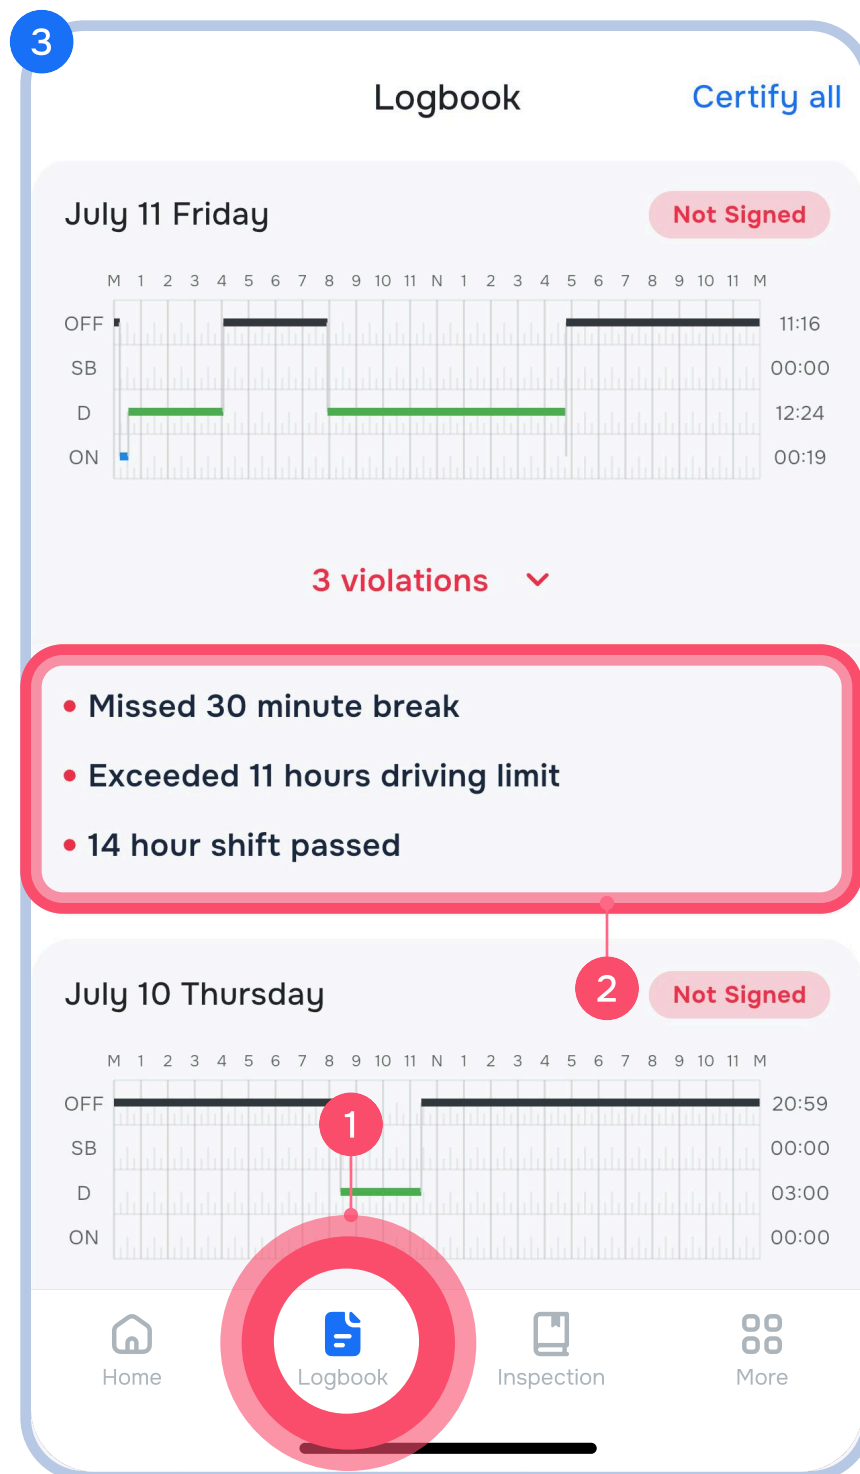 3
Logbook Certify all
July 11 Friday Not Signed
M 1 2 3 4 5 6 7 8 9 10 11 N 1 2 3 4 5 6 7 8 9 10 11 M
OFF 11:16
SB 00:00
D 12:24
ON 00:19
3 violations
• Missed 30 minute break
• Exceeded 11 hours driving limit
• 14 hour shift passed
2
July 10 Thursday Not Signed
M 1 2 3 4 5 6 7 8 9 10 11 N 1 2 3 4 5 6 7 8 9 10 11 M
OFF 20:59
1
SB 00:00
D 03:00
ON 00:00
Home Logbook Inspection More